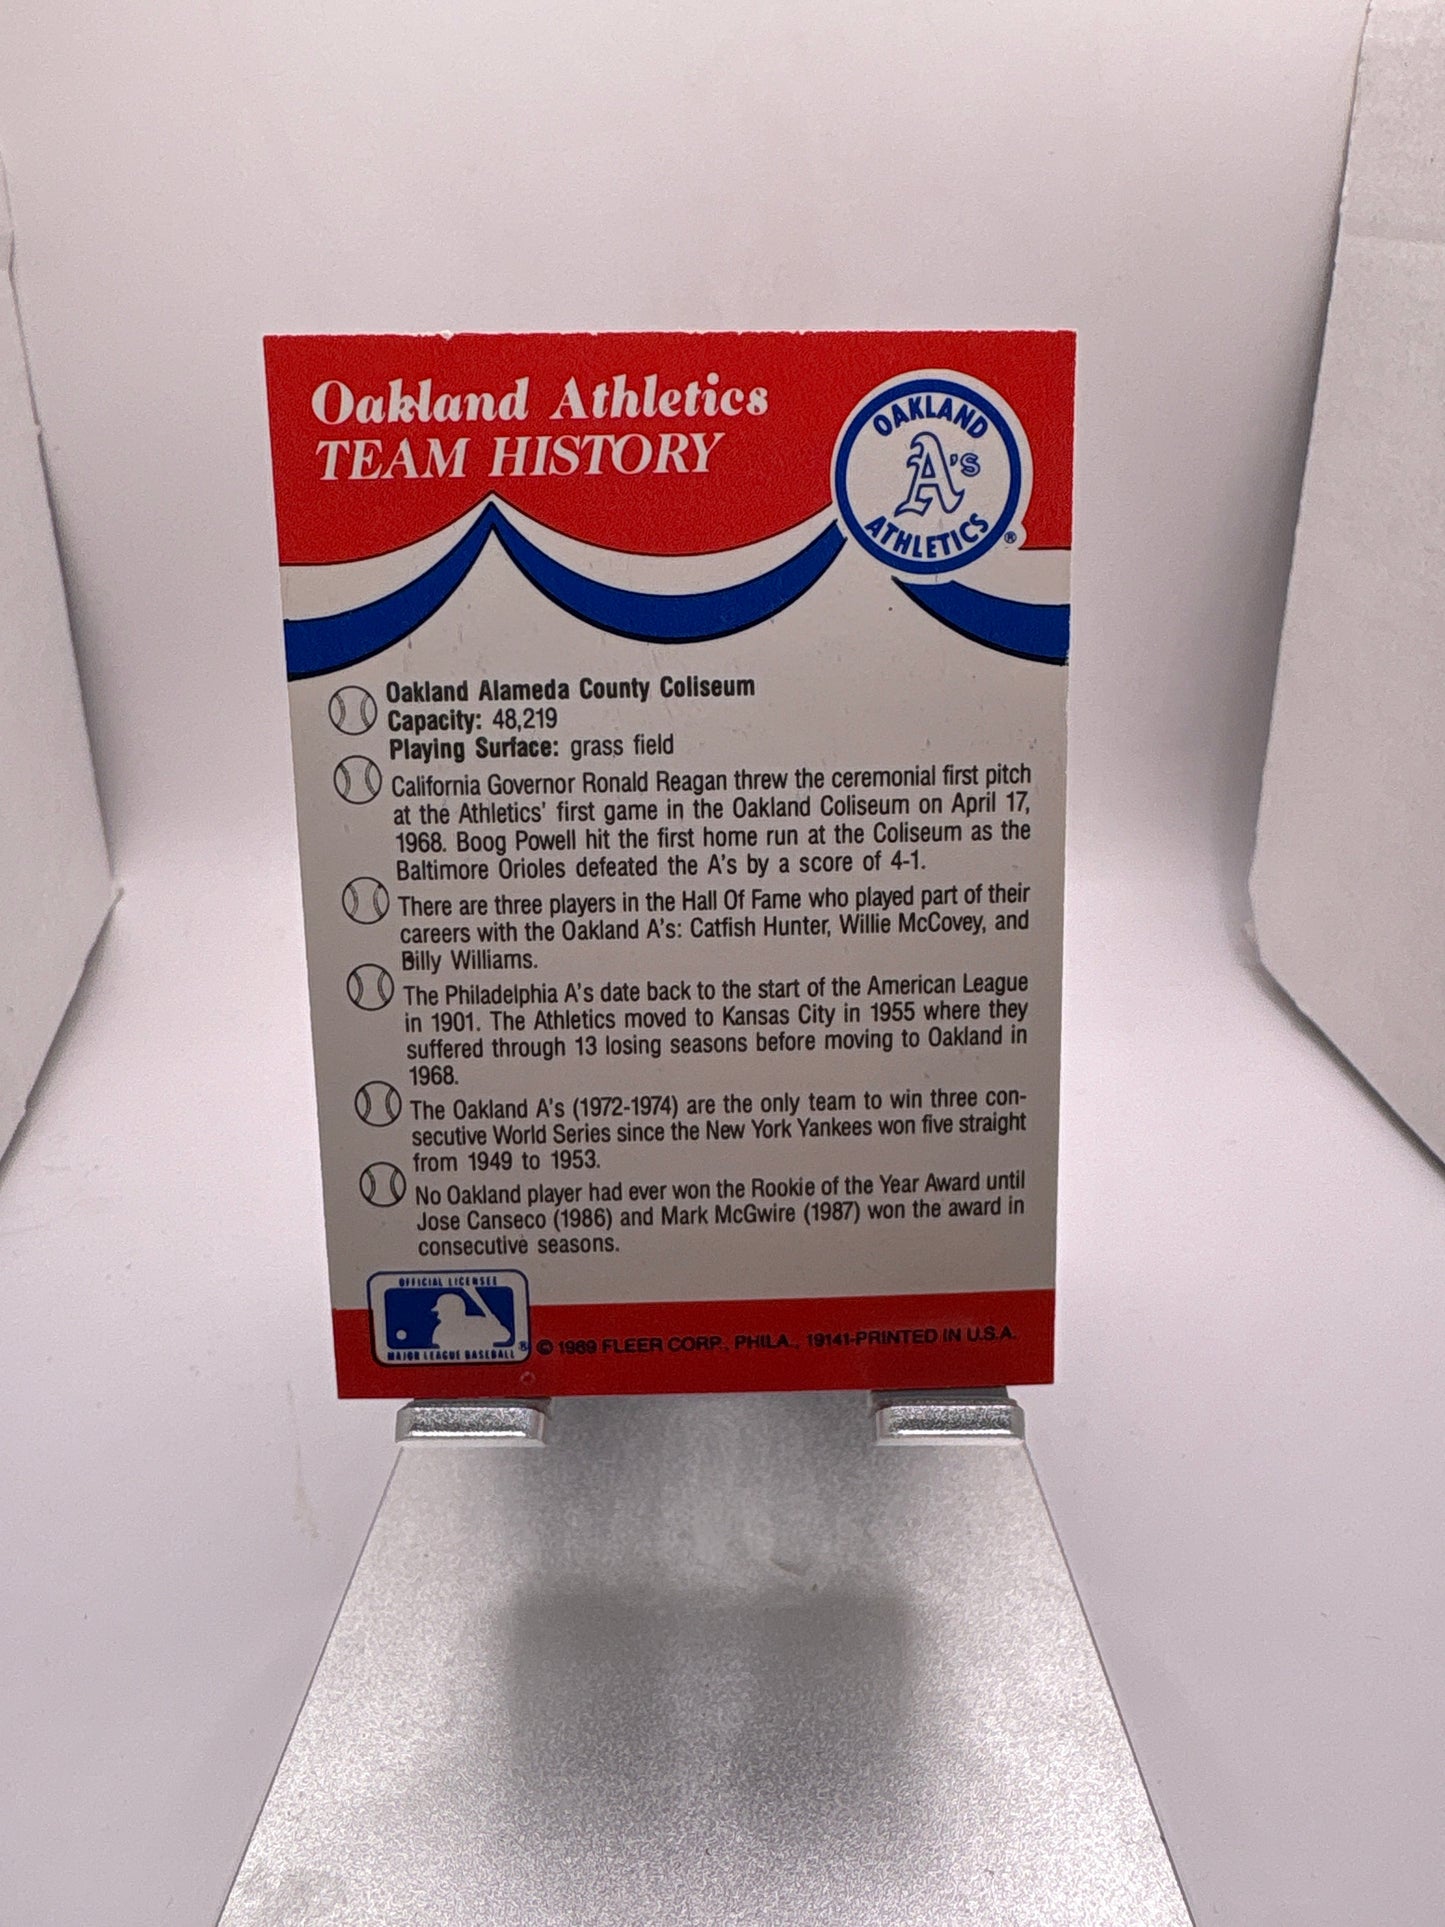 Oakland Athletics
TEAM HISTORY
OAKLAND
A's
ATHLETICS
®
Oakland Alameda County Coliseum
Capacity: 48,219
Playing Surface: grass field
California Governor Ronald Reagan threw the ceremonial first pitch
at the Athletics' first game in the Oakland Coliseum on April 17,
1968. Boog Powell hit the first home run at the Coliseum as the
Baltimore Orioles defeated the A's by a score of 4-1.
There are three players in the Hall Of Fame who played part of their
careers with the Oakland A's: Catfish Hunter, Willie McCovey, and
Billy Williams.
The Philadelphia A's date back to the start of the American League
in 1901. The Athletics moved to Kansas City in 1955 where they
suffered through 13 losing seasons before moving to Oakland in
1968.
The Oakland A's (1972-1974) are the only team to win three con-
secutive World Series since the New York Yankees won five straight
from 1949 to 1953.
No Oakland player had ever won the Rookie of the Year Award until
Jose Canseco (1986) and Mark McGwire (1987) won the award in
consecutive seasons.
OFFICIAL LICENSEE
MAJOR LEAGUE BASEBALL ®
© 1989 FLEER CORP., PHILA., 19141-PRINTED IN U.S.A.